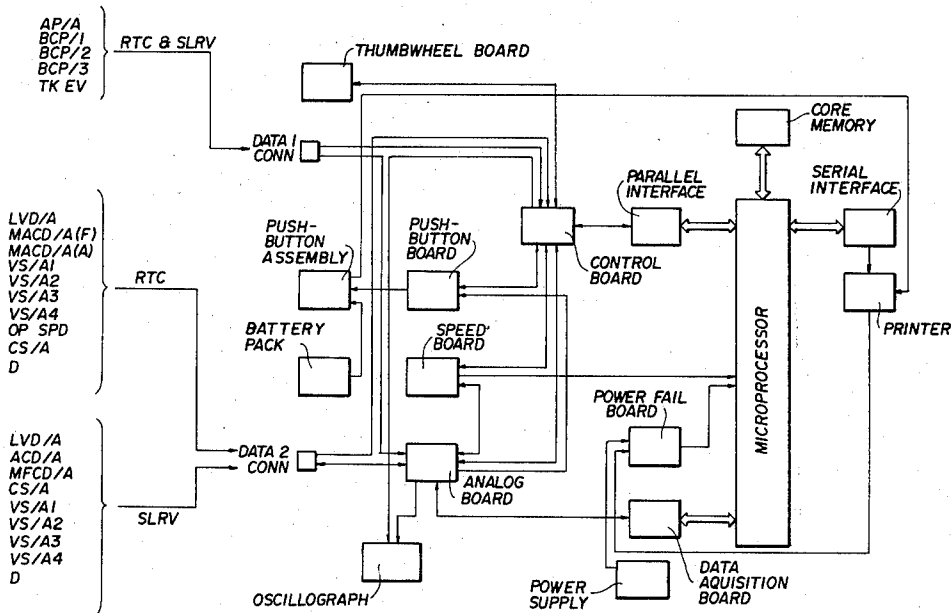 AP/A
BCP/1
BCP/2
BCP/3
TK EV
RTC & SLRV
THUMBWHEEL BOARD
CORE
MEMORY
DATA 1
CONN
PARALLEL
INTERFACE
SERIAL
INTERFACE
LVD/A
MACD/A(F)
MACD/A(A)
VS/A1
VS/A2
VS/A3
VS/A4
OP SPD
CS/A
D
RTC
PUSH-
BUTTON
ASSEMBLY
PUSH-
BUTTON
BOARD
CONTROL
BOARD
PRINTER
BATTERY
PACK
SPEED'
BOARD
MICROPROCESSOR
POWER FAIL
BOARD
LVD/A
ACD/A
MFCD/A
CS/A
VS/A1
VS/A2
VS/A3
VS/A4
D
SLRV
DATA 2
CONN
ANALOG
BOARD
OSCILLOGRAPH
POWER
SUPPLY
DATA
AQUISITION
BOARD